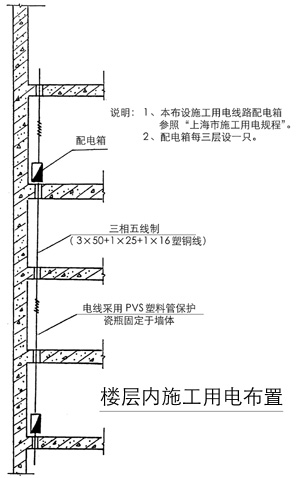 说明：1、本布设施工用电线路配电箱
参照“上海市施工用电规程”。
2、配电箱每三层设一只。
配电箱
三相五线制
（3×50+1×25+1×16塑铜线）
电线采用PVS塑料管保护
瓷瓶固定于墙体
楼层内施工用电布置